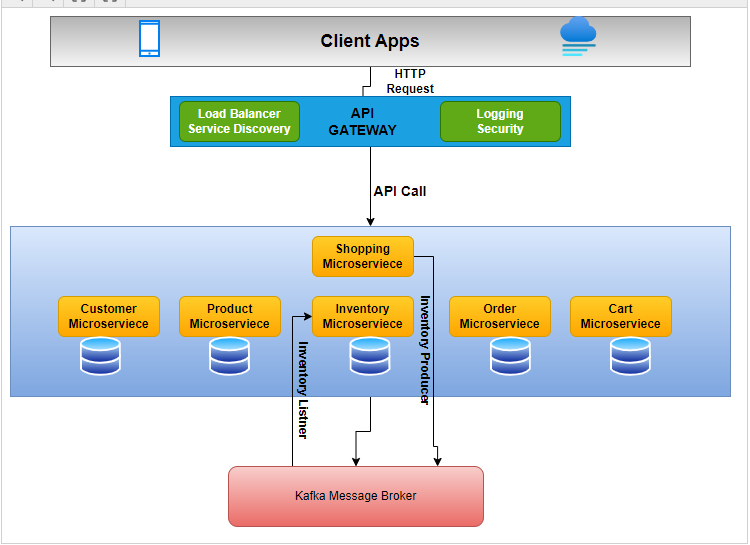 Client Apps
HTTP
Request
Load Balancer
Service Discovery
API
GATEWAY
Logging
Security
API Call
Shopping
Microserviece
Customer
Microserviece
Product
Microserviece
Inventory
Microserviece
Order
Microserviece
Cart
Microserviece
Inventory Listner
Inventory Producer
Kafka Message Broker